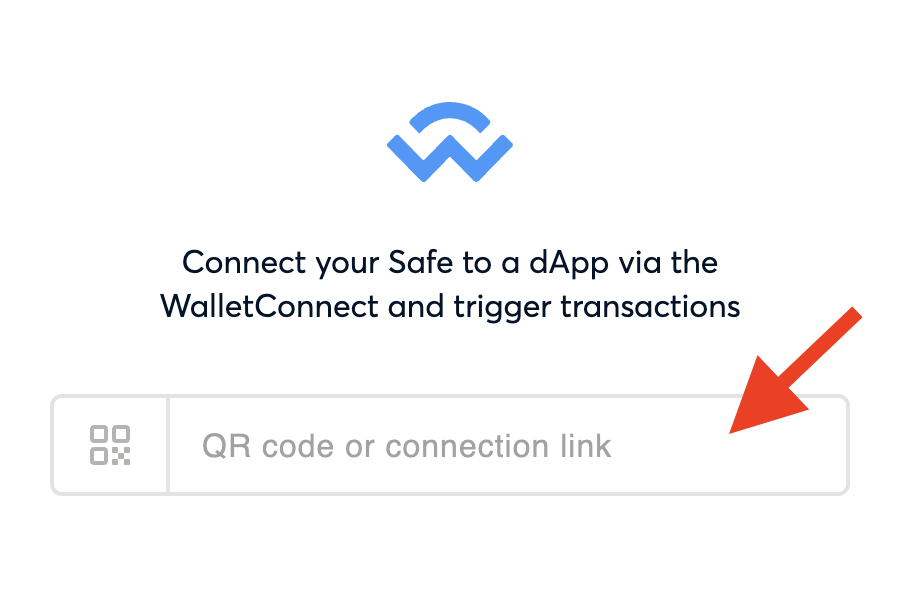 Connect your Safe to a dApp via the
WalletConnect and trigger transactions
QR code or connection link